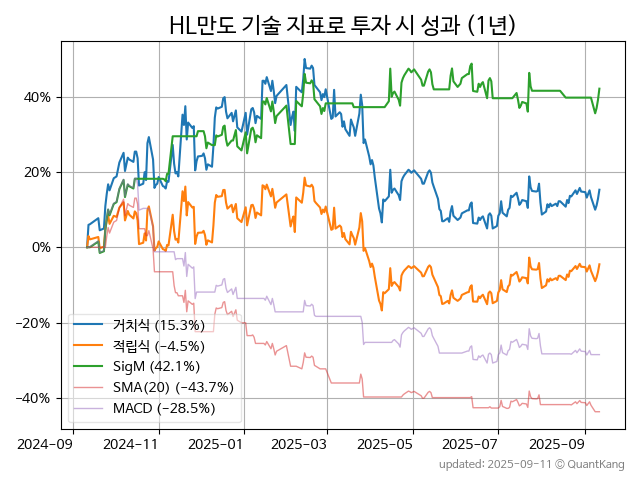 HL만도 기술 지표로 투자 시 성과 (1년)
40%
20%
0%
−20%
−40%
거치식 (15.3%)
적립식 (−4.5%)
SigM (42.1%)
SMA(20) (−43.7%)
MACD (−28.5%)
2024-09
2024-11
2025-01
2025-03
2025-05
2025-07
2025-09
updated: 2025-09-11 © QuantKang